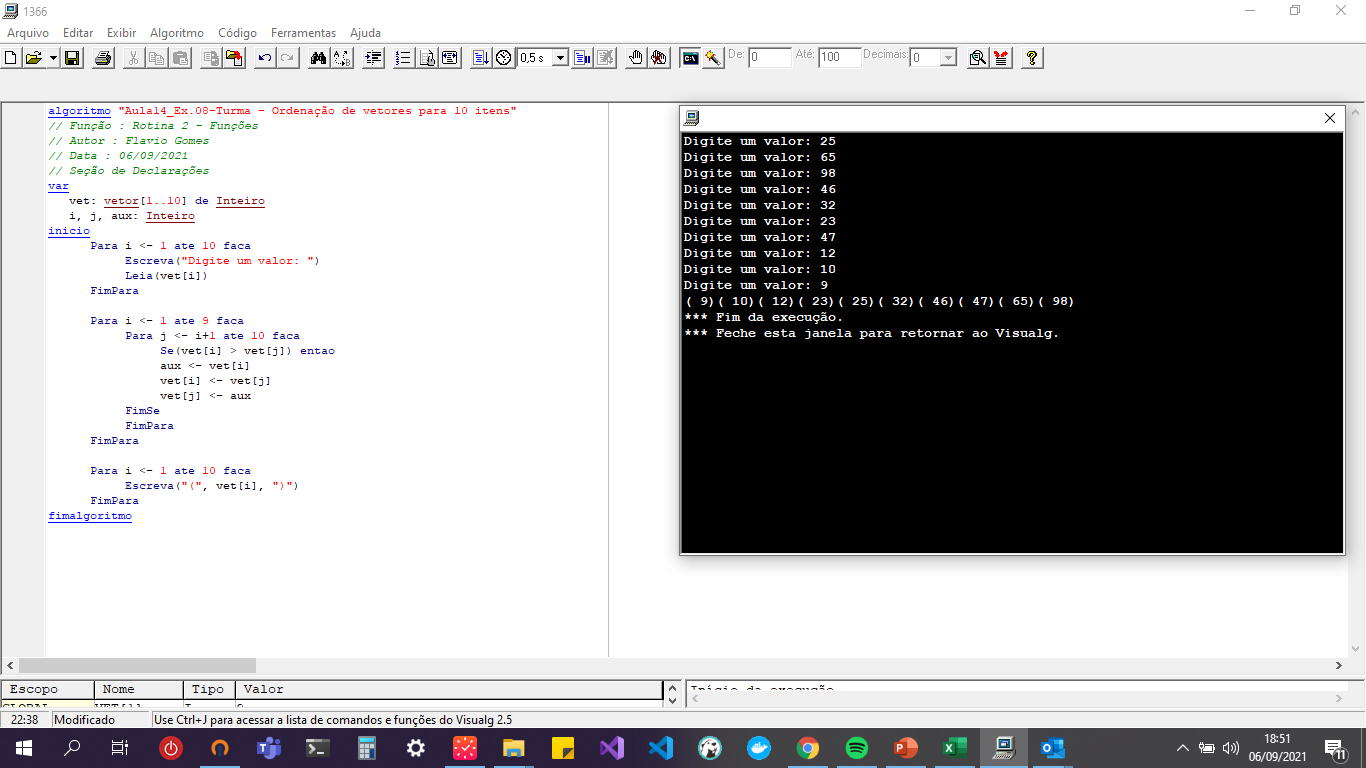 1366
Arquivo Editar Exibir Algoritmo Código Ferramentas Ajuda
0,5 s De: 0 Até: 100 Decimais: 0
algoritmo "Aula14_Ex.08-Turma - Ordenação de vetores para 10 itens"
// Função : Rotina 2 - Funções
// Autor : Flavio Gomes
// Data : 06/09/2021
// Seção de Declarações
var
vet: vetor[1..10] de Inteiro
i, j, aux: Inteiro
inicio
Para i <- 1 ate 10 faca
Escreva("Digite um valor: ")
Leia(vet[i])
FimPara
Para i <- 1 ate 9 faca
Para j <- i+1 ate 10 faca
Se(vet[i] > vet[j]) entao
aux <- vet[i]
vet[i] <- vet[j]
vet[j] <- aux
FimSe
FimPara
FimPara
Para i <- 1 ate 10 faca
Escreva("(", vet[i], ")")
FimPara
fimalgoritmo
Digite um valor: 25
Digite um valor: 65
Digite um valor: 98
Digite um valor: 46
Digite um valor: 32
Digite um valor: 23
Digite um valor: 47
Digite um valor: 12
Digite um valor: 10
Digite um valor: 9
( 9)( 10)( 12)( 23)( 25)( 32)( 46)( 47)( 65)( 98)
*** Fim da execução.
*** Feche esta janela para retornar ao Visualg.
Escopo Nome Tipo Valor
Início da execução
22:38 Modificado Use Ctrl+J para acessar a lista de comandos e funções do Visualg 2.5
18:51
06/09/2021
11